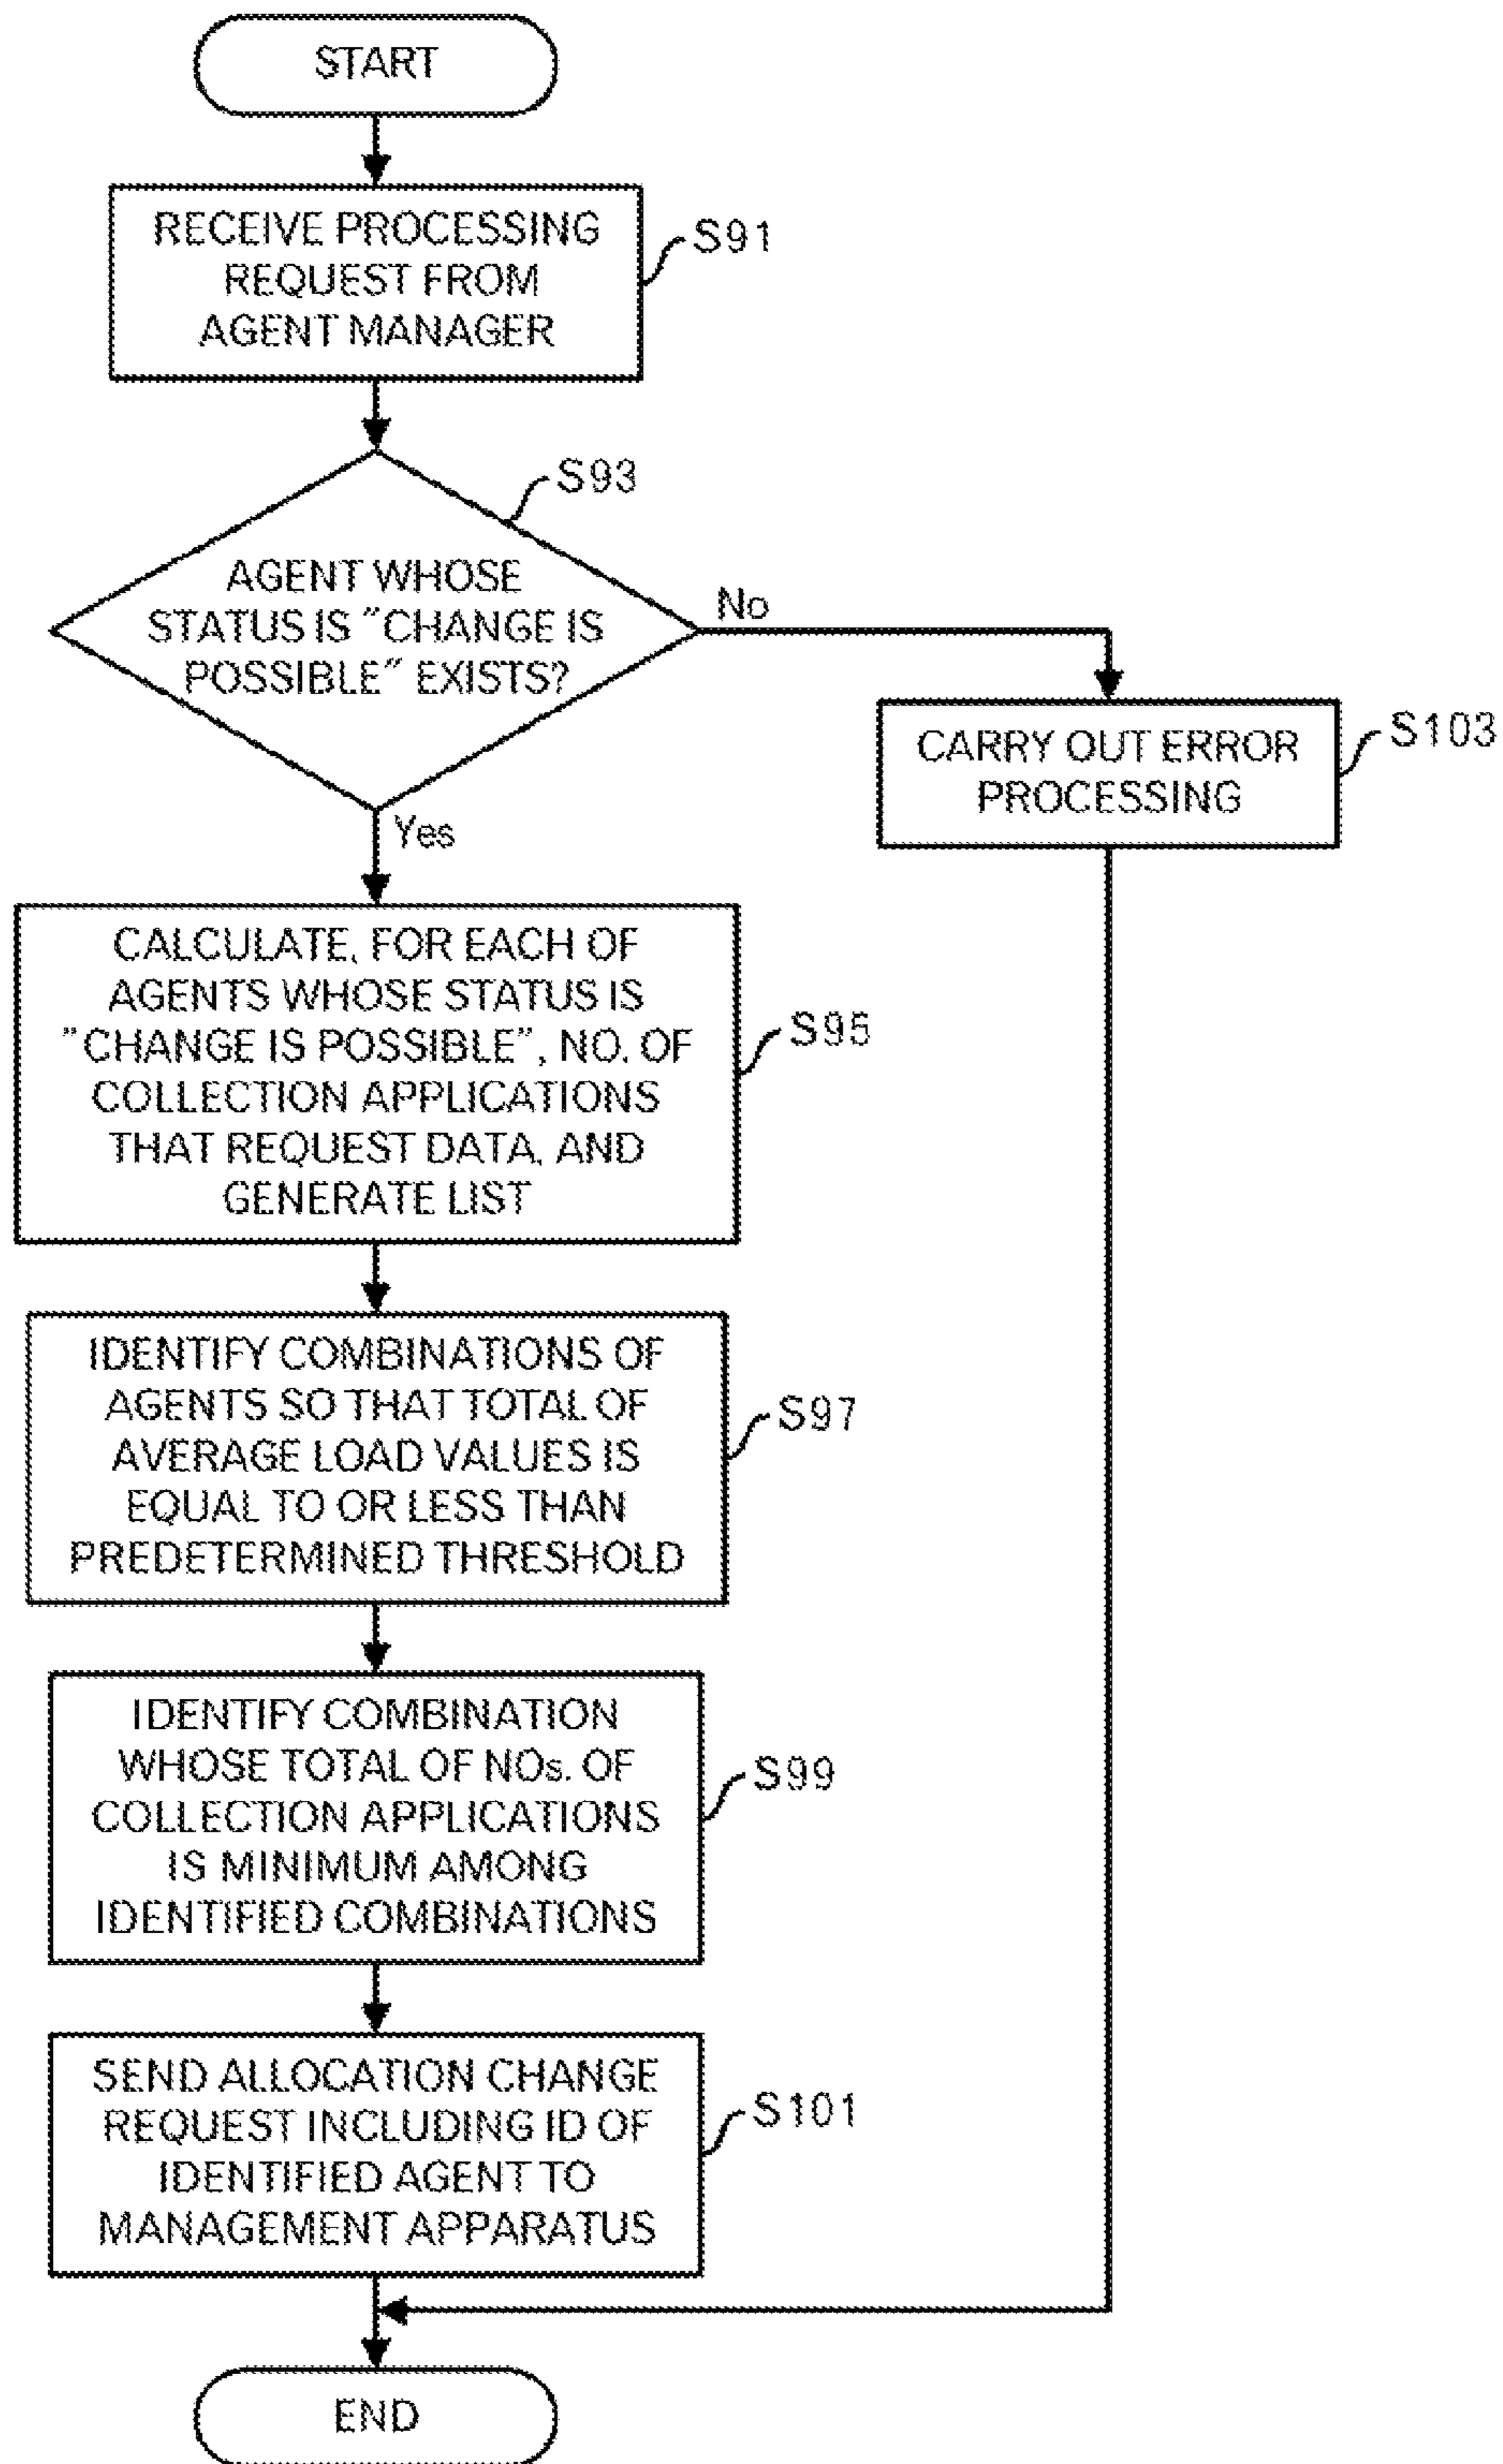 START
RECEIVE PROCESSING
REQUEST FROM
AGENT MANAGER
S91
S93
AGENT WHOSE
STATUS IS "CHANGE IS
POSSIBLE" EXISTS?
No
Yes
CARRY OUT ERROR
PROCESSING
S103
CALCULATE, FOR EACH OF
AGENTS WHOSE STATUS IS
"CHANGE IS POSSIBLE", NO. OF
COLLECTION APPLICATIONS
THAT REQUEST DATA, AND
GENERATE LIST
S95
IDENTIFY COMBINATIONS OF
AGENTS SO THAT TOTAL OF
AVERAGE LOAD VALUES IS
EQUAL TO OR LESS THAN
PREDETERMINED THRESHOLD
S97
IDENTIFY COMBINATION
WHOSE TOTAL OF NOs. OF
COLLECTION APPLICATIONS
IS MINIMUM AMONG
IDENTIFIED COMBINATIONS
S99
SEND ALLOCATION CHANGE
REQUEST INCLUDING ID OF
IDENTIFIED AGENT TO
MANAGEMENT APPARATUS
S101
END